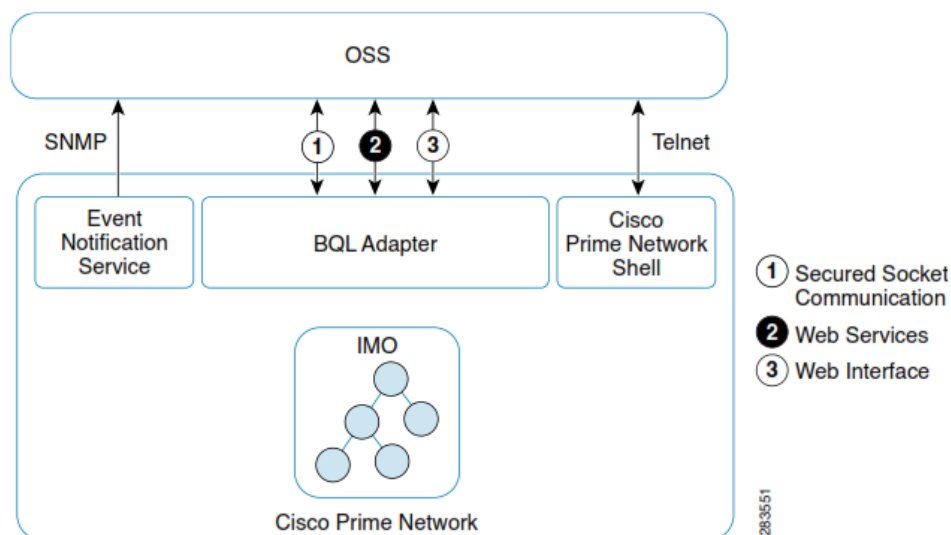 OSS
SNMP
1
2
3
Telnet
Event
Notification
Service
BQL Adapter
Cisco
Prime Network
Shell
1 Secured Socket
Communication
2 Web Services
3 Web Interface
IMO
Cisco Prime Network
283551